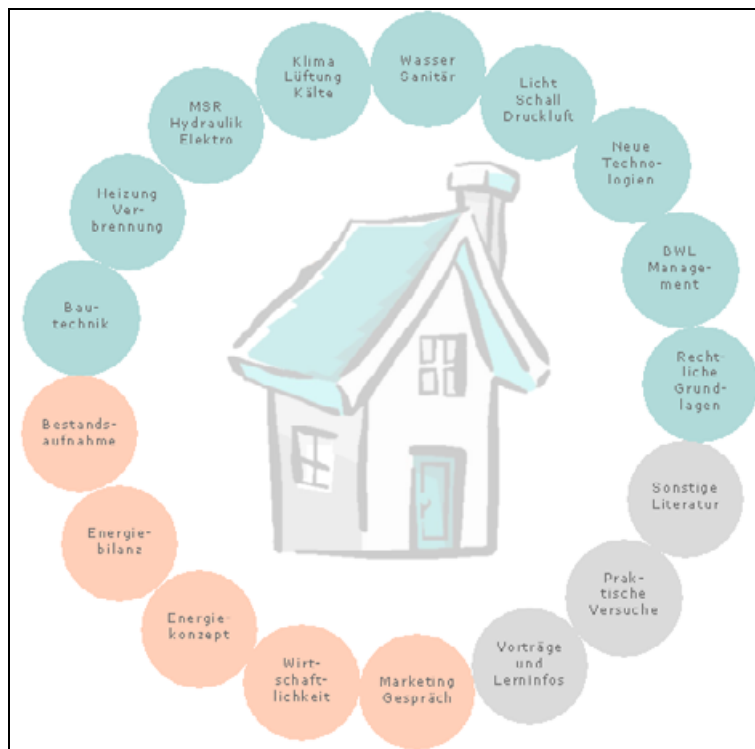 Klima
Lüftung
Kälte
Wasser
Sanitär
Licht
Schall
Druckluft
Neue
Techno-
logien
BWL
Manage-
ment
Recht-
liche
Grund-
lagen
Sonstige
Literatur
Prak-
tische
Versuche
Vorträge
und
Lerninfos
Marketing
Gespräch
Wirt-
schaft-
lichkeit
Energie-
konzept
Energie-
bilanz
Bestands-
aufnahme
Bau-
technik
Heizung
Ver-
brennung
MSR
Hydraulik
Elektro